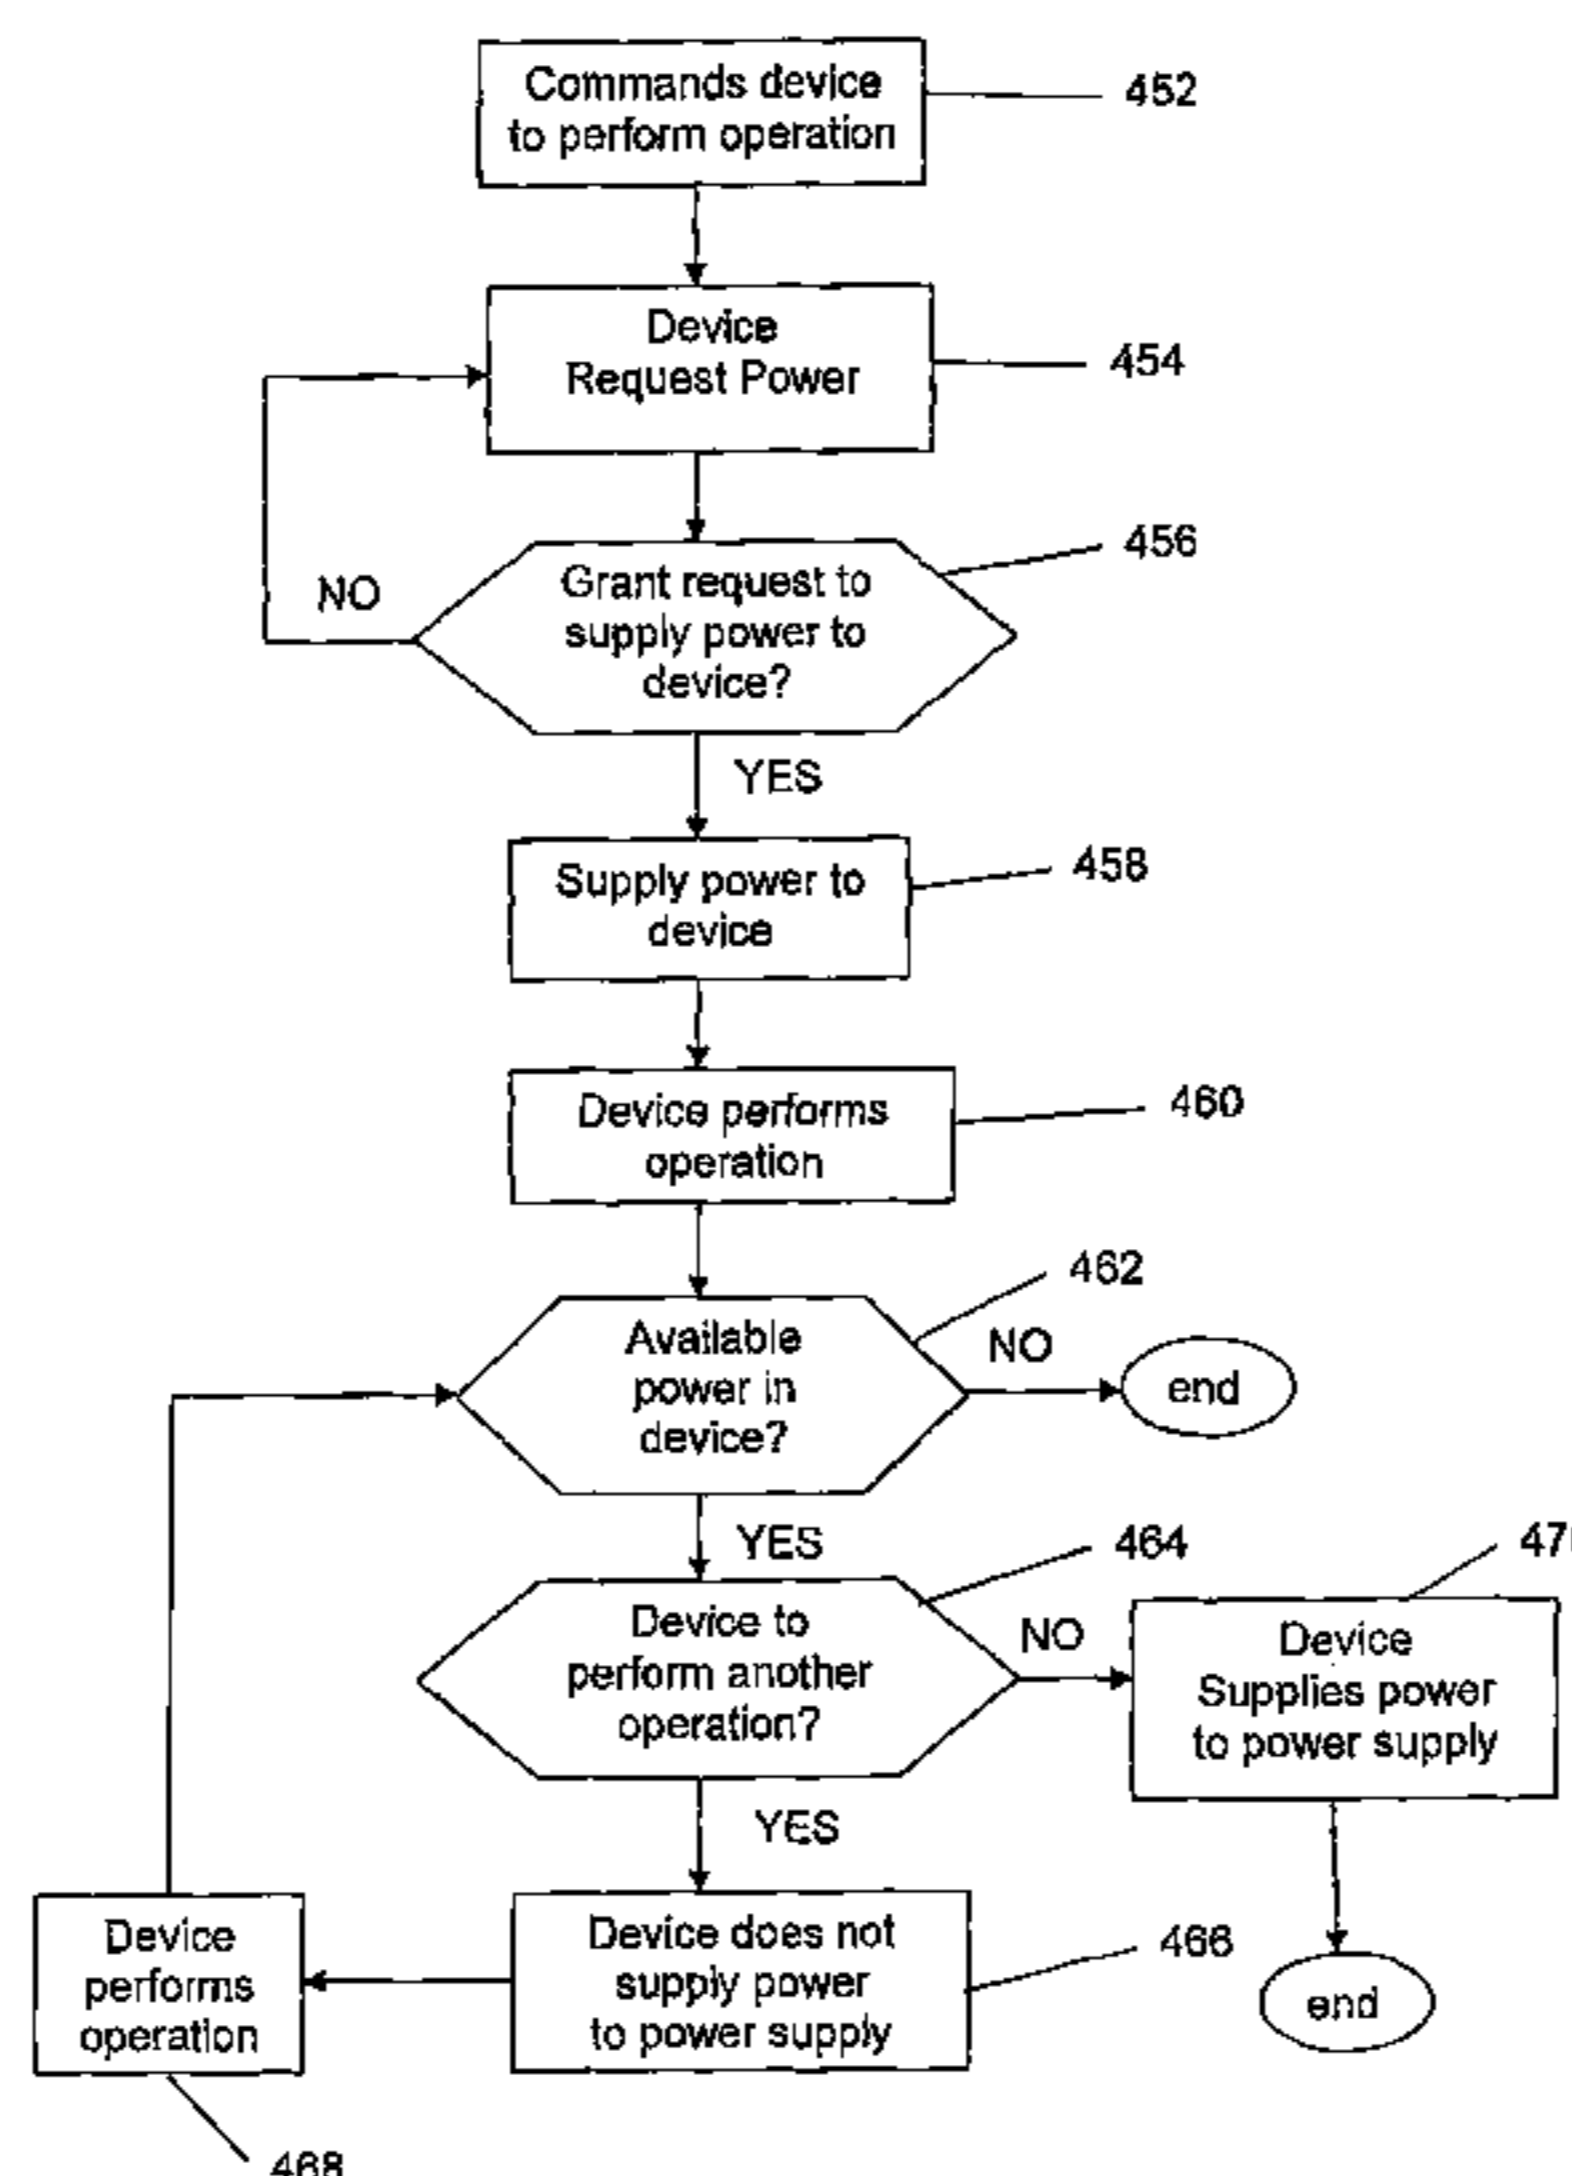 Commands device
to perform operation
452
Device
Request Power
454
456
Grant request to
supply power to
device?
NO
YES
458
Supply power to
device
460
Device performs
operation
462
Available
power in
device?
NO
end
YES
464
Device to
perform another
operation?
NO
Device
Supplies power
to power supply
YES
Device
performs
operation
Device does not
supply power
to power supply
466
end
468